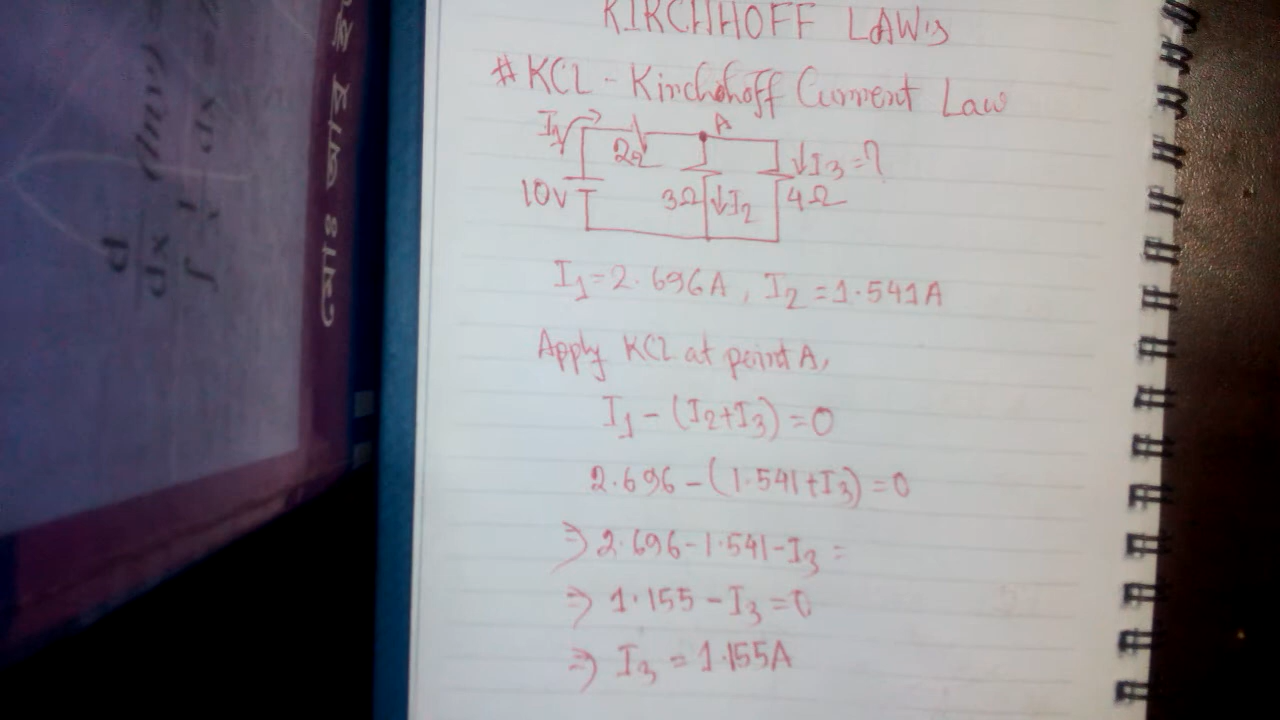 KIRCHHOFF LAWS
# KCL - Kirchohoff Current Law
I1
2Ω
A
↓I3=?
10V
3Ω
↓I2
4Ω
I1=2.696A, I2=1.541A
Apply KCL at point A,
I1-(I2+I3)=0
2.696-(1.541+I3)=0
⇒ 2.696-1.541-I3=
⇒ 1.155-I3=0
⇒ I3=1.155A